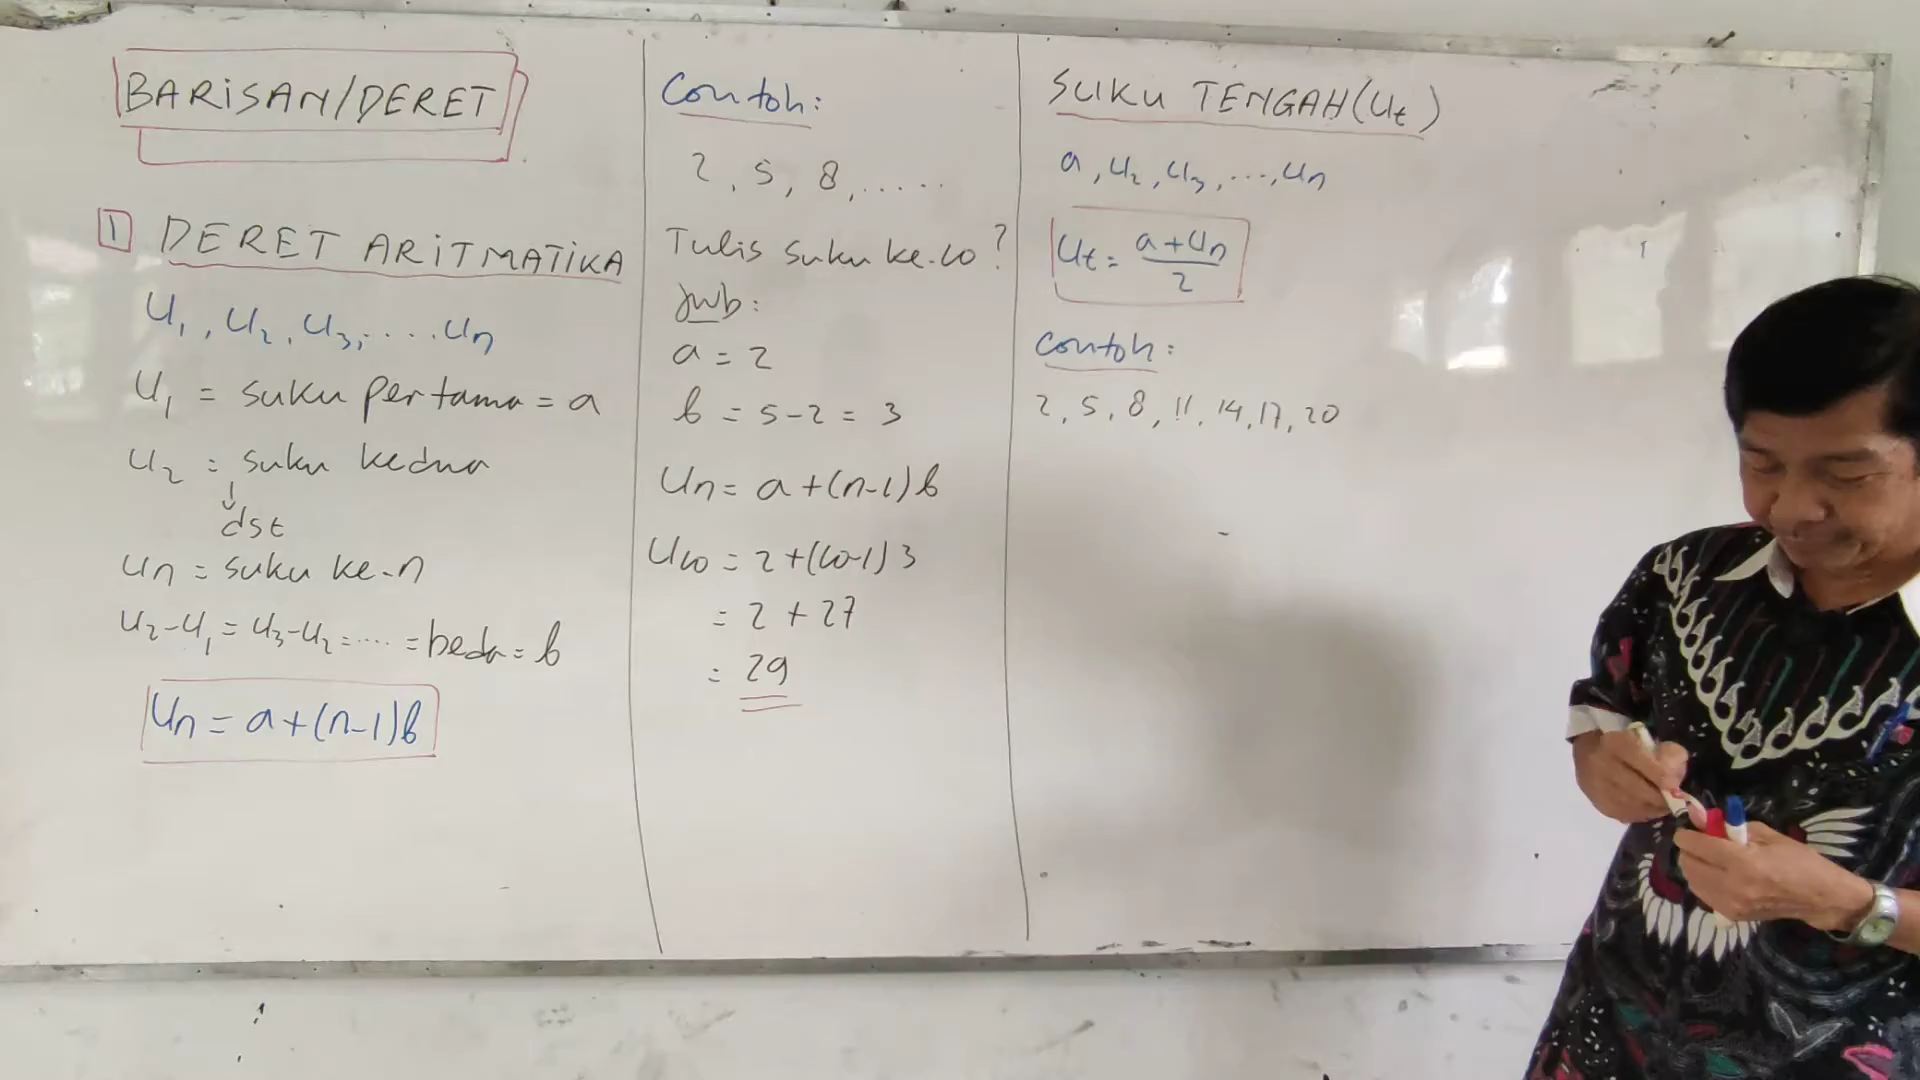 BARISAN/DERET
1 DERET ARITMATIKA
U₁, U₂, U₃, .... Un
U₁ = suku pertama = a
U₂ = suku kedua
↓
dst
Un = suku ke-n
U₂-U₁ = U₃-U₂ = .... = beda = b
Un = a+(n-1)b
Contoh:
2, 5, 8, .....
Tulis suku ke-10?
Jwb:
a = 2
b = 5-2 = 3
Un = a+(n-1)b
U₁₀ = 2+(10-1)3
= 2 + 27
= 29
SUKU TENGAH (Ut)
a, U₂, U₃, ..., Un
Ut = (a+Un)/2
Contoh:
2, 5, 8, 11, 14, 17, 20